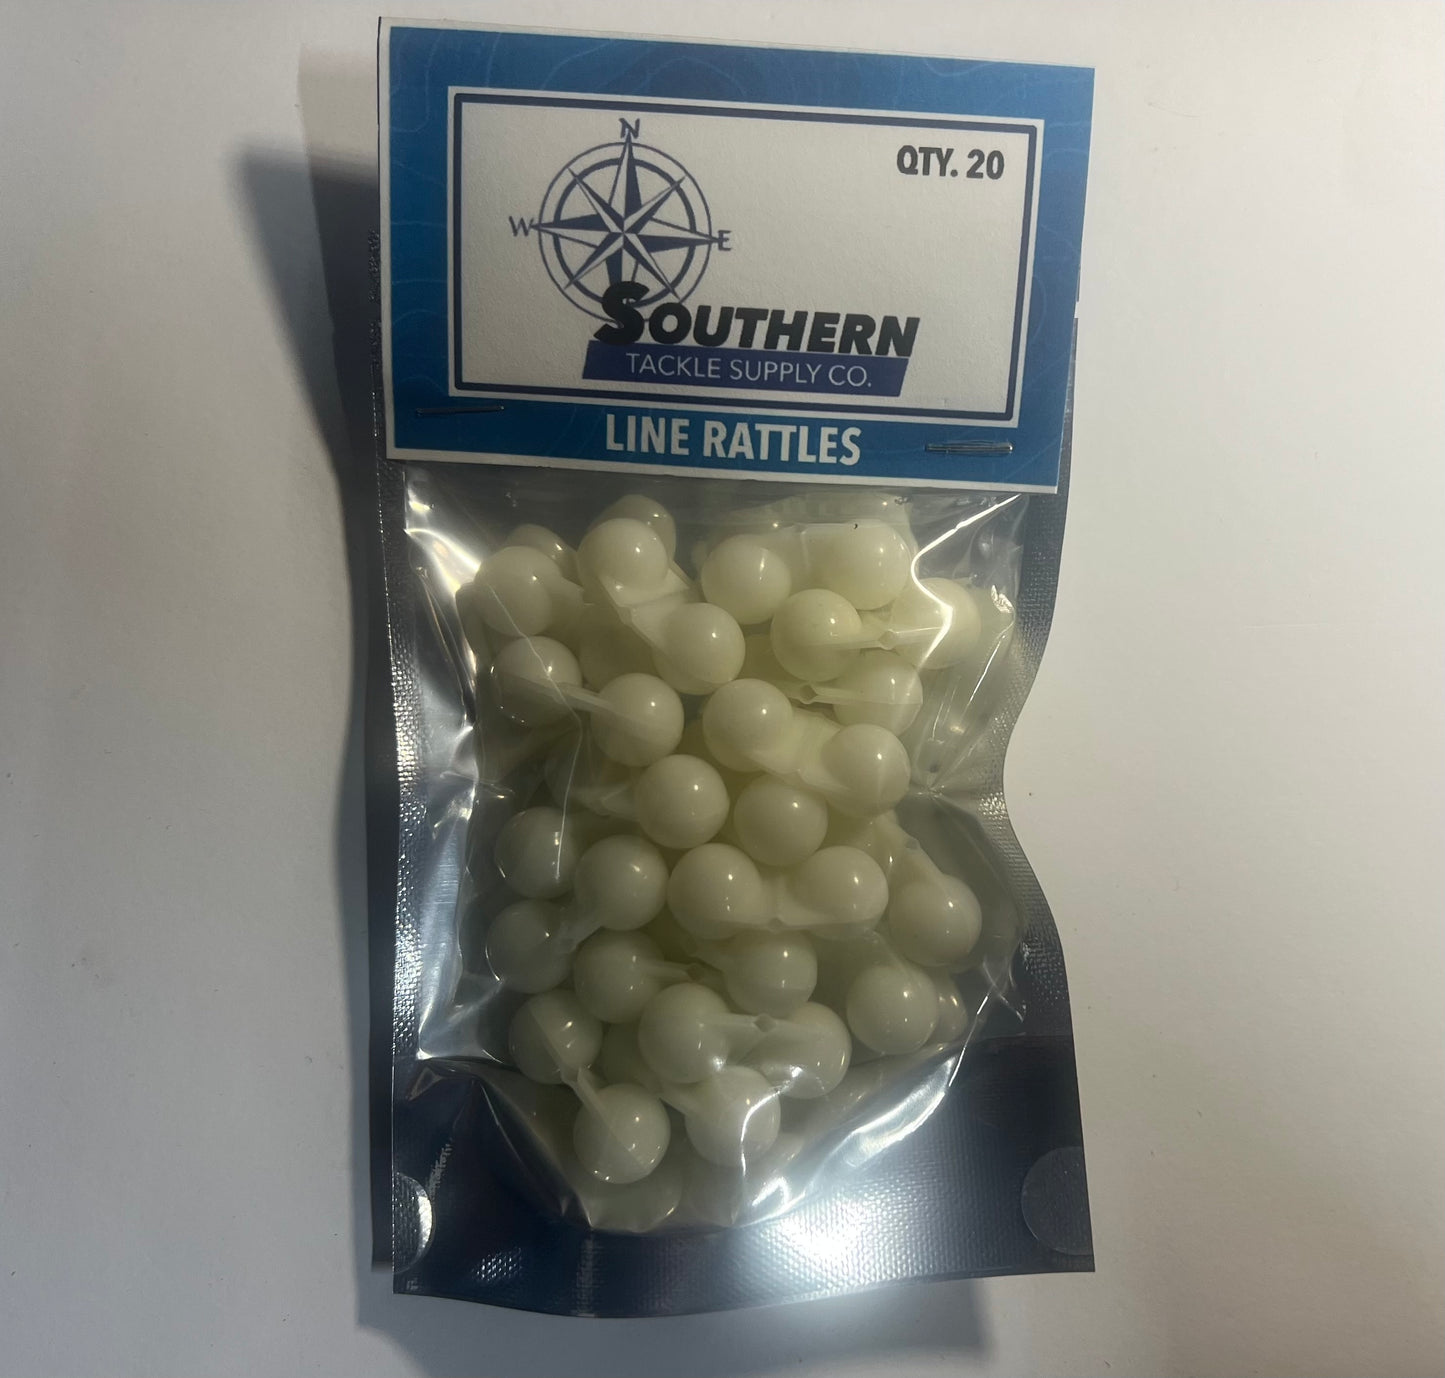 N
QTY. 20
W
E
SOUTHERN
TACKLE SUPPLY CO.
LINE RATTLES